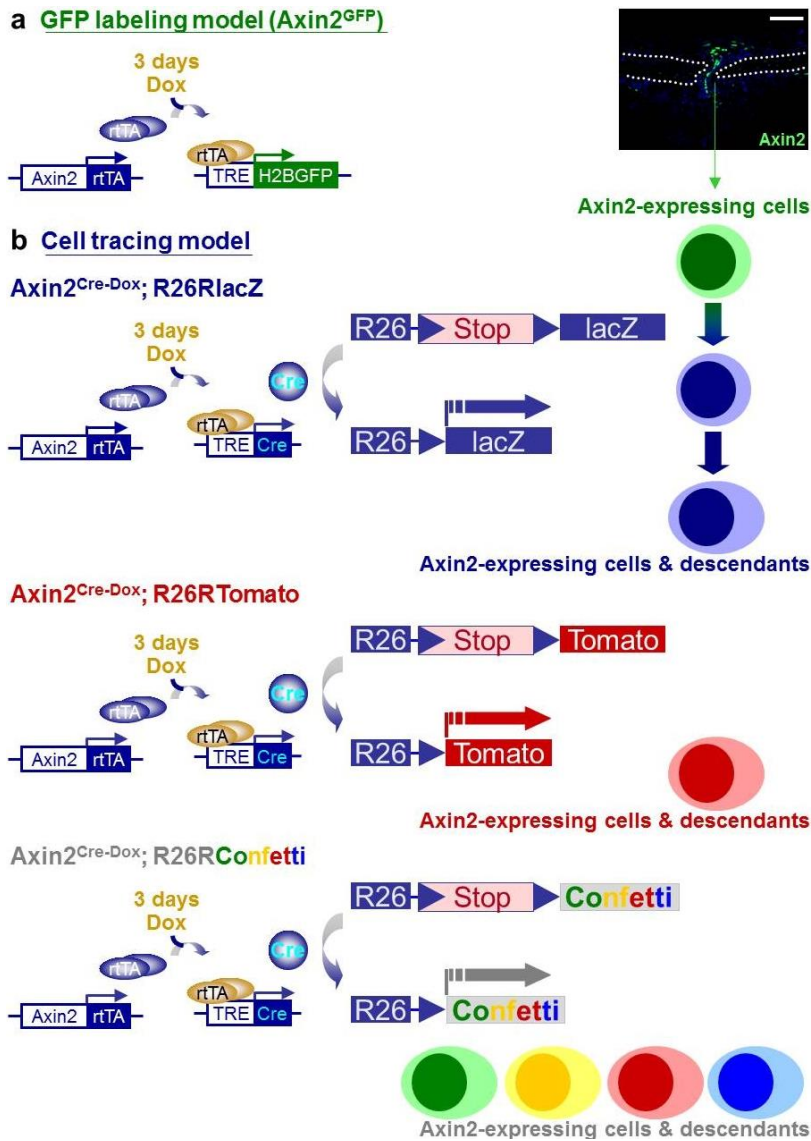 a GFP labeling model (Axin2GFP)
3 days
Dox
rtTA
rtTA
Axin2 rtTA
TRE H2BGFP
Axin2
Axin2-expressing cells
b Cell tracing model
Axin2Cre-Dox; R26RlacZ
3 days
Dox
rtTA
Cre
rtTA
Axin2 rtTA
TRE Cre
R26 Stop lacZ
R26 lacZ
Axin2-expressing cells & descendants
Axin2Cre-Dox; R26RTomato
3 days
Dox
rtTA
Cre
rtTA
Axin2 rtTA
TRE Cre
R26 Stop Tomato
R26 Tomato
Axin2-expressing cells & descendants
Axin2Cre-Dox; R26RConfetti
3 days
Dox
rtTA
Cre
rtTA
Axin2 rtTA
TRE Cre
R26 Stop Confetti
R26 Confetti
Axin2-expressing cells & descendants